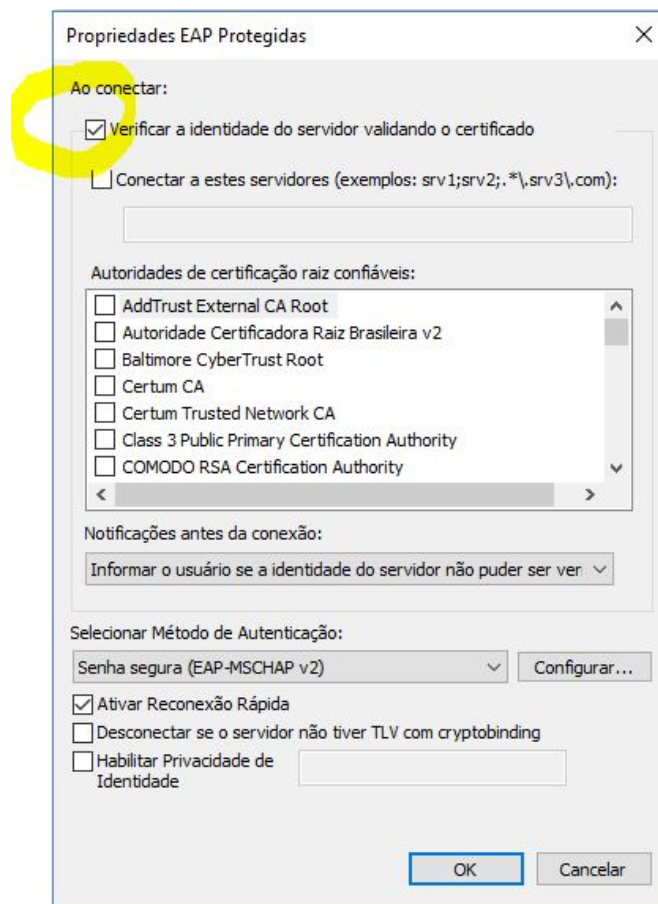 Propriedades EAP Protegidas
Ao conectar:
Verificar a identidade do servidor validando o certificado
Conectar a estes servidores (exemplos: srv1;srv2;.*\.srv3\.com):
Autoridades de certificação raiz confiáveis:
AddTrust External CA Root
Autoridade Certificadora Raiz Brasileira v2
Baltimore CyberTrust Root
Certum CA
Certum Trusted Network CA
Class 3 Public Primary Certification Authority
COMODO RSA Certification Authority
Notificações antes da conexão:
Informar o usuário se a identidade do servidor não puder ser ver
Selecionar Método de Autenticação:
Senha segura (EAP-MSCHAP v2)
Configurar...
Ativar Reconexão Rápida
Desconectar se o servidor não tiver TLV com cryptobinding
Habilitar Privacidade de
Identidade
OK
Cancelar